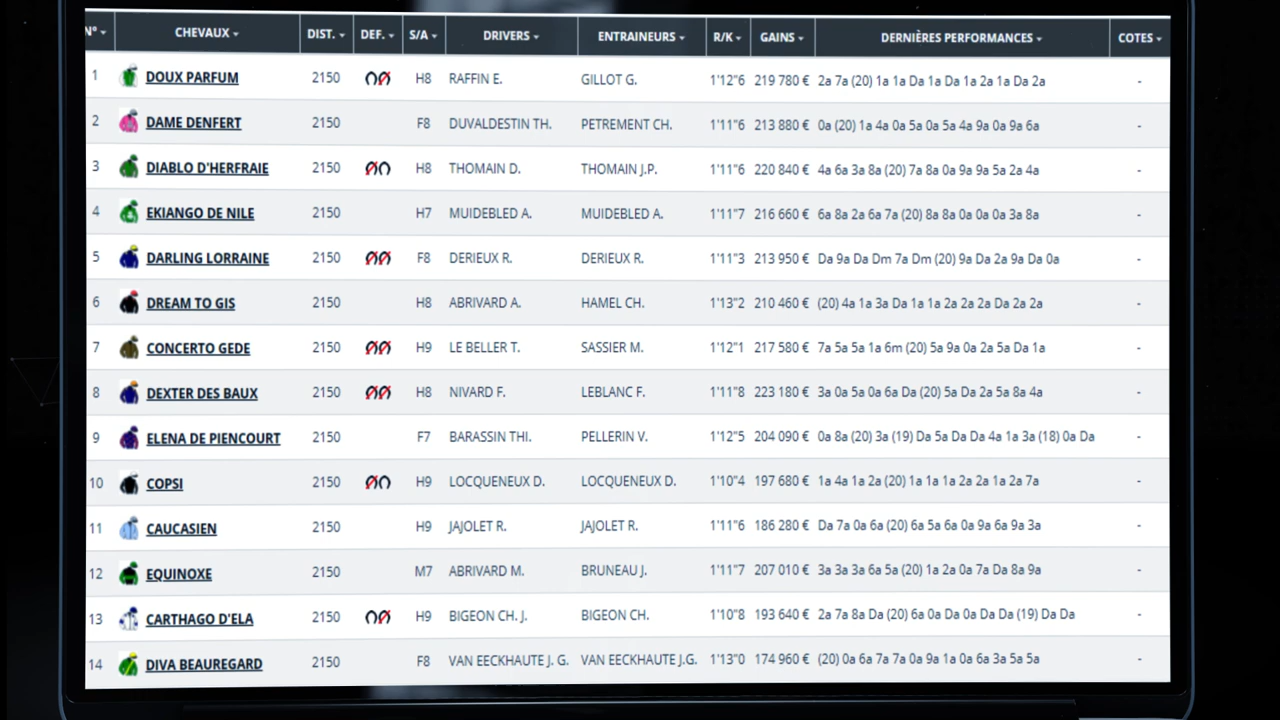 N° CHEVAUX DIST. DEF. S/A DRIVERS ENTRAINEURS R/K GAINS DERNIÈRES PERFORMANCES COTES
1 DOUX PARFUM 2150 H8 RAFFIN E. GILLOT G. 1'12"6 219 780 € 2a 7a (20) 1a 1a Da 1a Da 1a 2a 1a Da 2a -
2 DAME DENFERT 2150 F8 DUVALDESTIN TH. PETREMENT CH. 1'11"6 213 880 € 0a (20) 1a 4a 0a 5a 0a 5a 4a 9a 0a 9a 6a -
3 DIABLO D'HERFRAIE 2150 H8 THOMAIN D. THOMAIN J.P. 1'11"6 220 840 € 4a 6a 3a 8a (20) 7a 8a 0a 9a 9a 5a 2a 4a -
4 EKIANGO DE NILE 2150 H7 MUIDEBLED A. MUIDEBLED A. 1'11"7 216 660 € 6a 8a 2a 6a 7a (20) 8a 8a 0a 0a 0a 3a 8a -
5 DARLING LORRAINE 2150 F8 DERIEUX R. DERIEUX R. 1'11"3 213 950 € Da 9a Da Dm 7a Dm (20) 9a Da 2a 9a Da 0a -
6 DREAM TO GIS 2150 H8 ABRIVARD A. HAMEL CH. 1'13"2 210 460 € (20) 4a 1a 3a Da 1a 1a 2a 2a 2a Da 2a 2a -
7 CONCERTO GEDE 2150 H9 LE BELLER T. SASSIER M. 1'12"1 217 580 € 7a 5a 5a 1a 6m (20) 5a 9a 0a 2a 5a Da 1a -
8 DEXTER DES BAUX 2150 H8 NIVARD F. LEBLANC F. 1'11"8 223 180 € 3a 0a 5a 0a 6a Da (20) 5a Da 2a 5a 8a 4a -
9 ELENA DE PIENCOURT 2150 F7 BARASSIN THI. PELLERIN V. 1'12"5 204 090 € 0a 8a (20) 3a (19) Da 5a Da Da 4a 1a 3a (18) 0a Da -
10 COPSI 2150 H9 LOCQUENEUX D. LOCQUENEUX D. 1'10"4 197 680 € 1a 4a 1a 2a (20) 1a 1a 1a 2a 2a 1a 2a 7a -
11 CAUCASIEN 2150 H9 JAJOLET R. JAJOLET R. 1'11"6 186 280 € Da 7a 0a 6a (20) 6a 5a 6a 0a 9a 6a 9a 3a -
12 EQUINOXE 2150 M7 ABRIVARD M. BRUNEAU J. 1'11"7 207 010 € 3a 3a 3a 6a 5a (20) 1a 2a 0a 7a Da 8a 9a -
13 CARTHAGO D'ELA 2150 H9 BIGEON CH. J. BIGEON CH. 1'10"8 193 640 € 2a 7a 8a Da (20) 6a 0a Da 0a Da Da (19) Da Da -
14 DIVA BEAUREGARD 2150 F8 VAN EECKHAUTE J. G. VAN EECKHAUTE J.G. 1'13"0 174 960 € (20) 0a 6a 7a 7a 0a 9a 1a 0a 6a 3a 5a 5a -